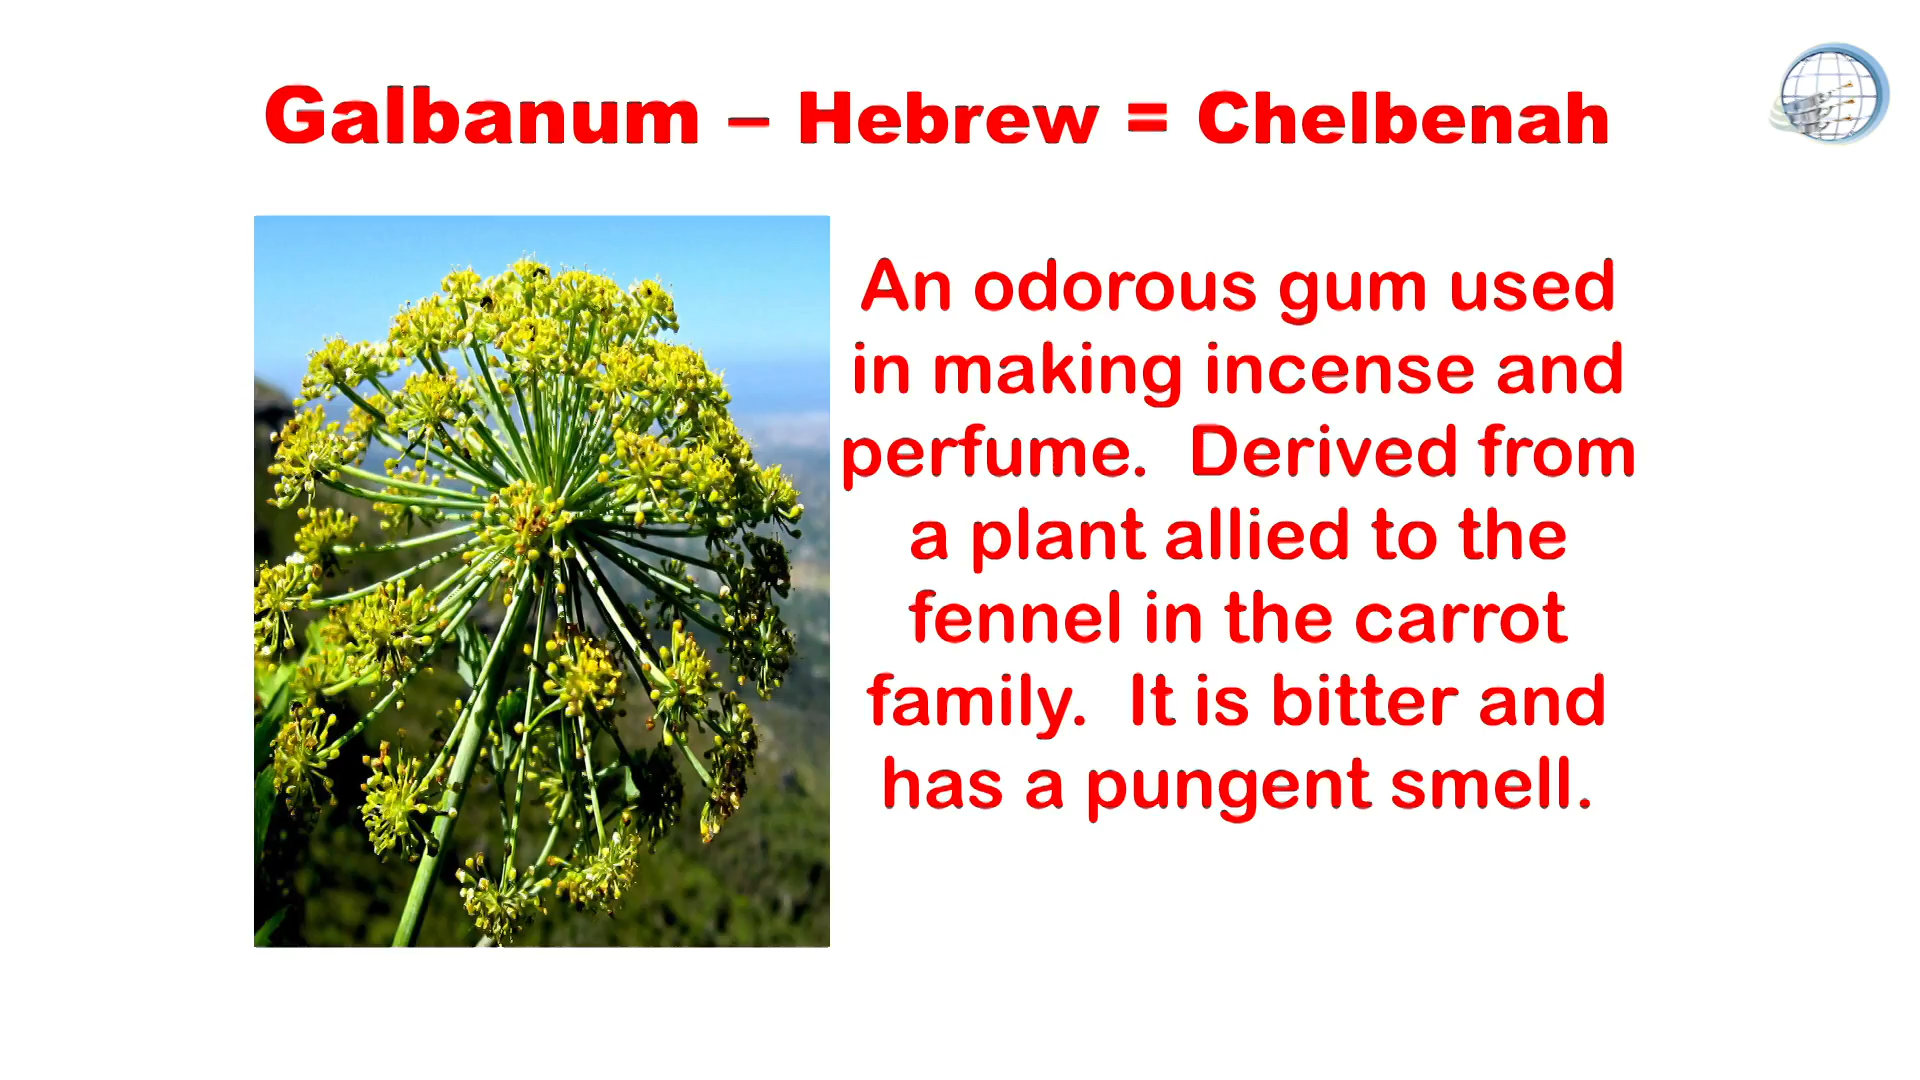 Galbanum – Hebrew = Chelbenah
An odorous gum used
in making incense and
perfume.  Derived from
a plant allied to the
fennel in the carrot
family.  It is bitter and
has a pungent smell.